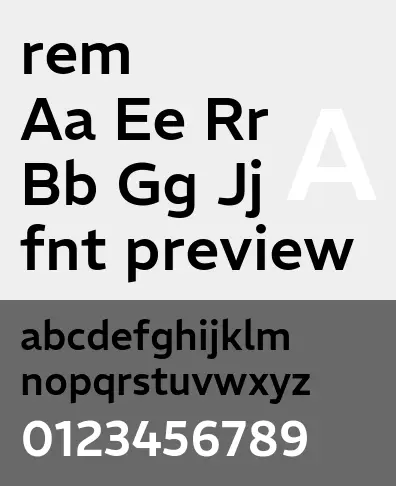 rem
Aa Ee Rr
A
Bb Gg Jj
fnt preview
abcdefghijklm
nopqrstuvwxyz
0123456789